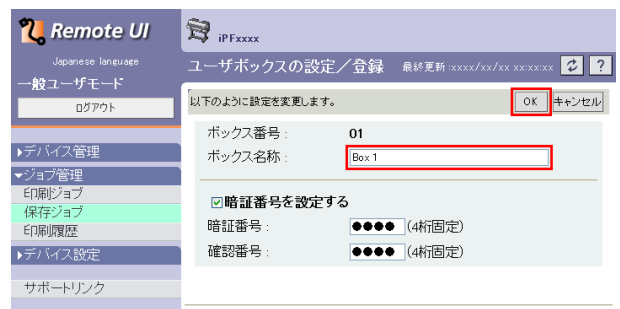 Remote UI
Japanese language
一般ユーザモード
ログアウト
▶デバイス管理
▼ジョブ管理
印刷ジョブ
保存ジョブ
印刷履歴
▶デバイス設定
サポートリンク
iPFxxxx
ユーザボックスの設定／登録 最終更新:xxxx/xx/xx xx:xx:xx ?
以下のように設定を変更します。 OK キャンセル
ボックス番号 : 01
ボックス名称 : Box 1
暗証番号を設定する
暗証番号 : ●●●● (4桁固定)
確認番号 : ●●●● (4桁固定)